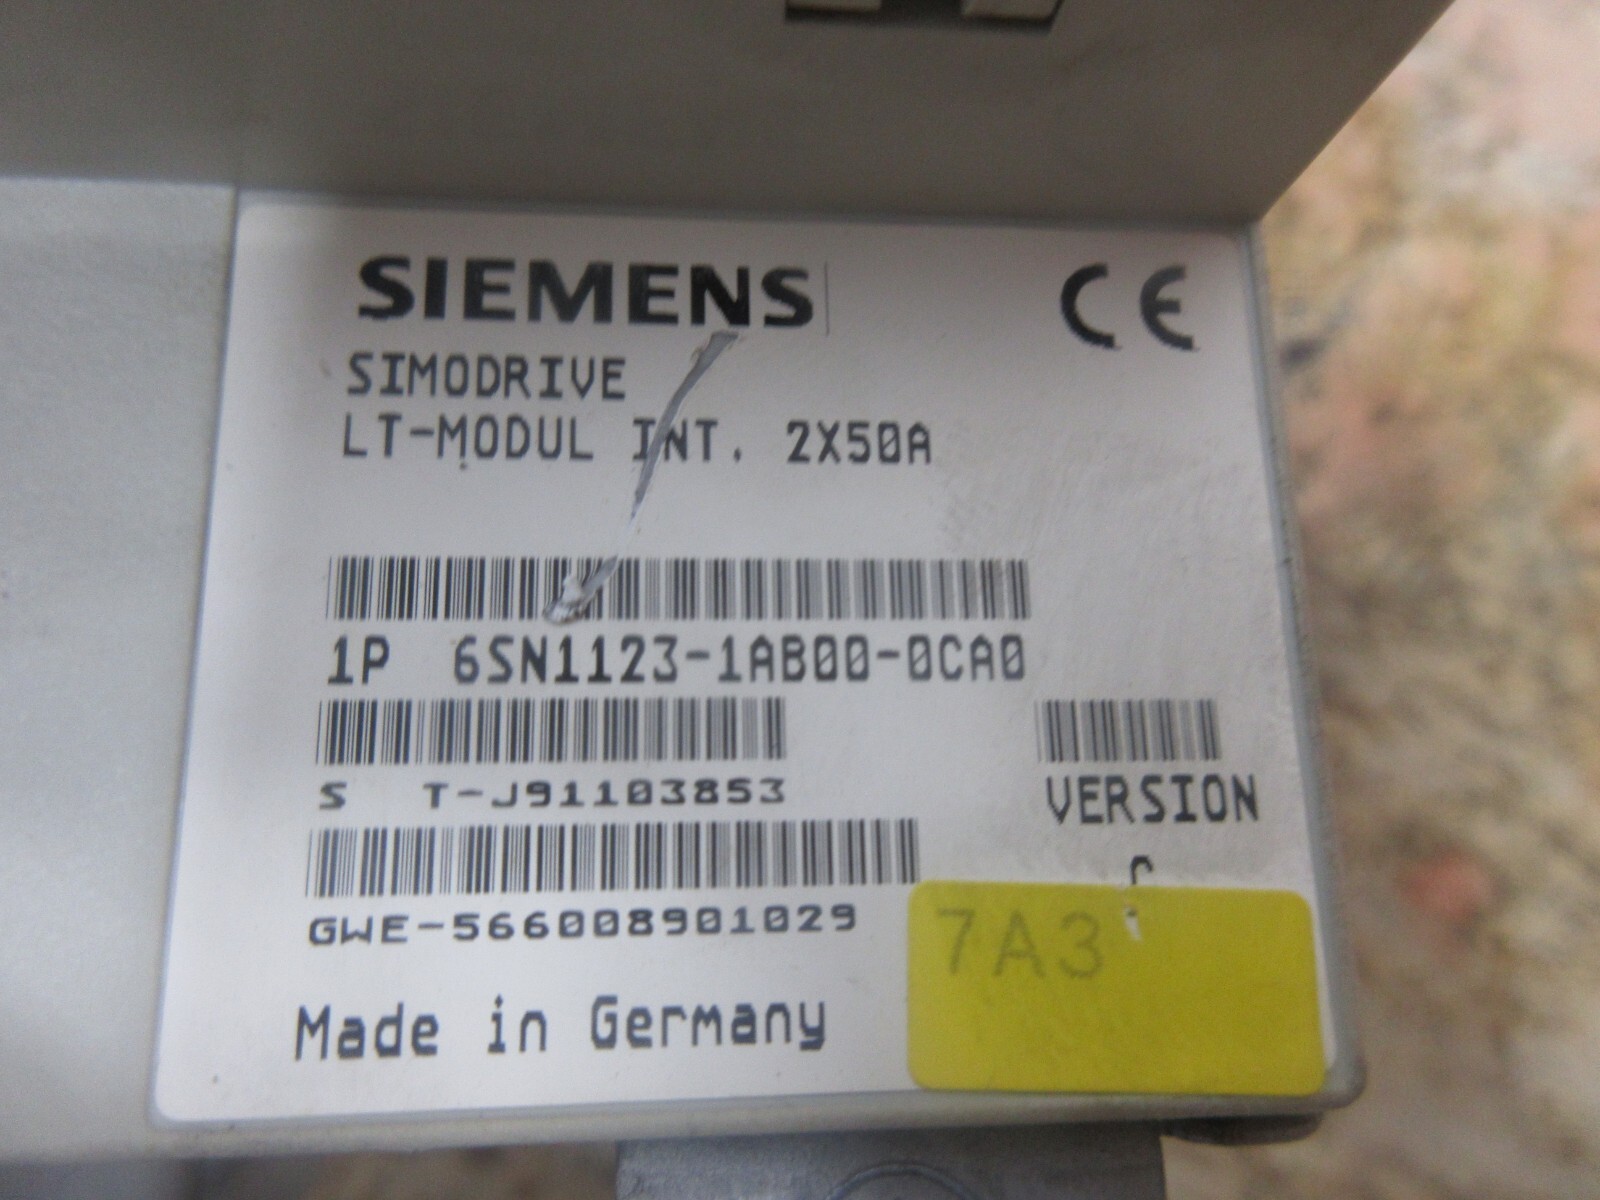 SIEMENS
CE
SIMODRIVE
LT-MODUL INT. 2X50A
1P 6SN1123-1AB00-0CA0
S T-J91103853
VERSION
GWE-566008901029
7A3
Made in Germany